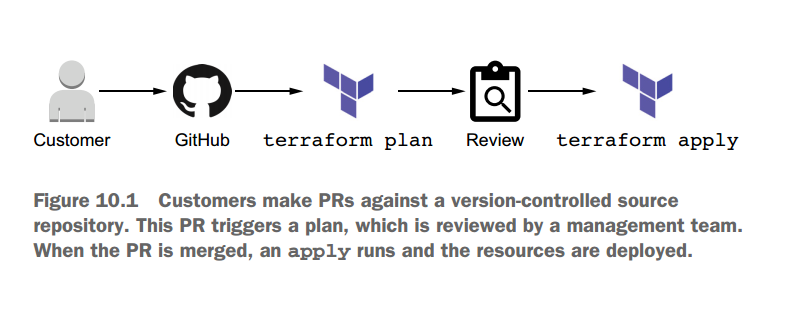 Customer
GitHub
terraform plan
Review
terraform apply
Figure 10.1 Customers make PRs against a version-controlled source
repository. This PR triggers a plan, which is reviewed by a management team.
When the PR is merged, an apply runs and the resources are deployed.